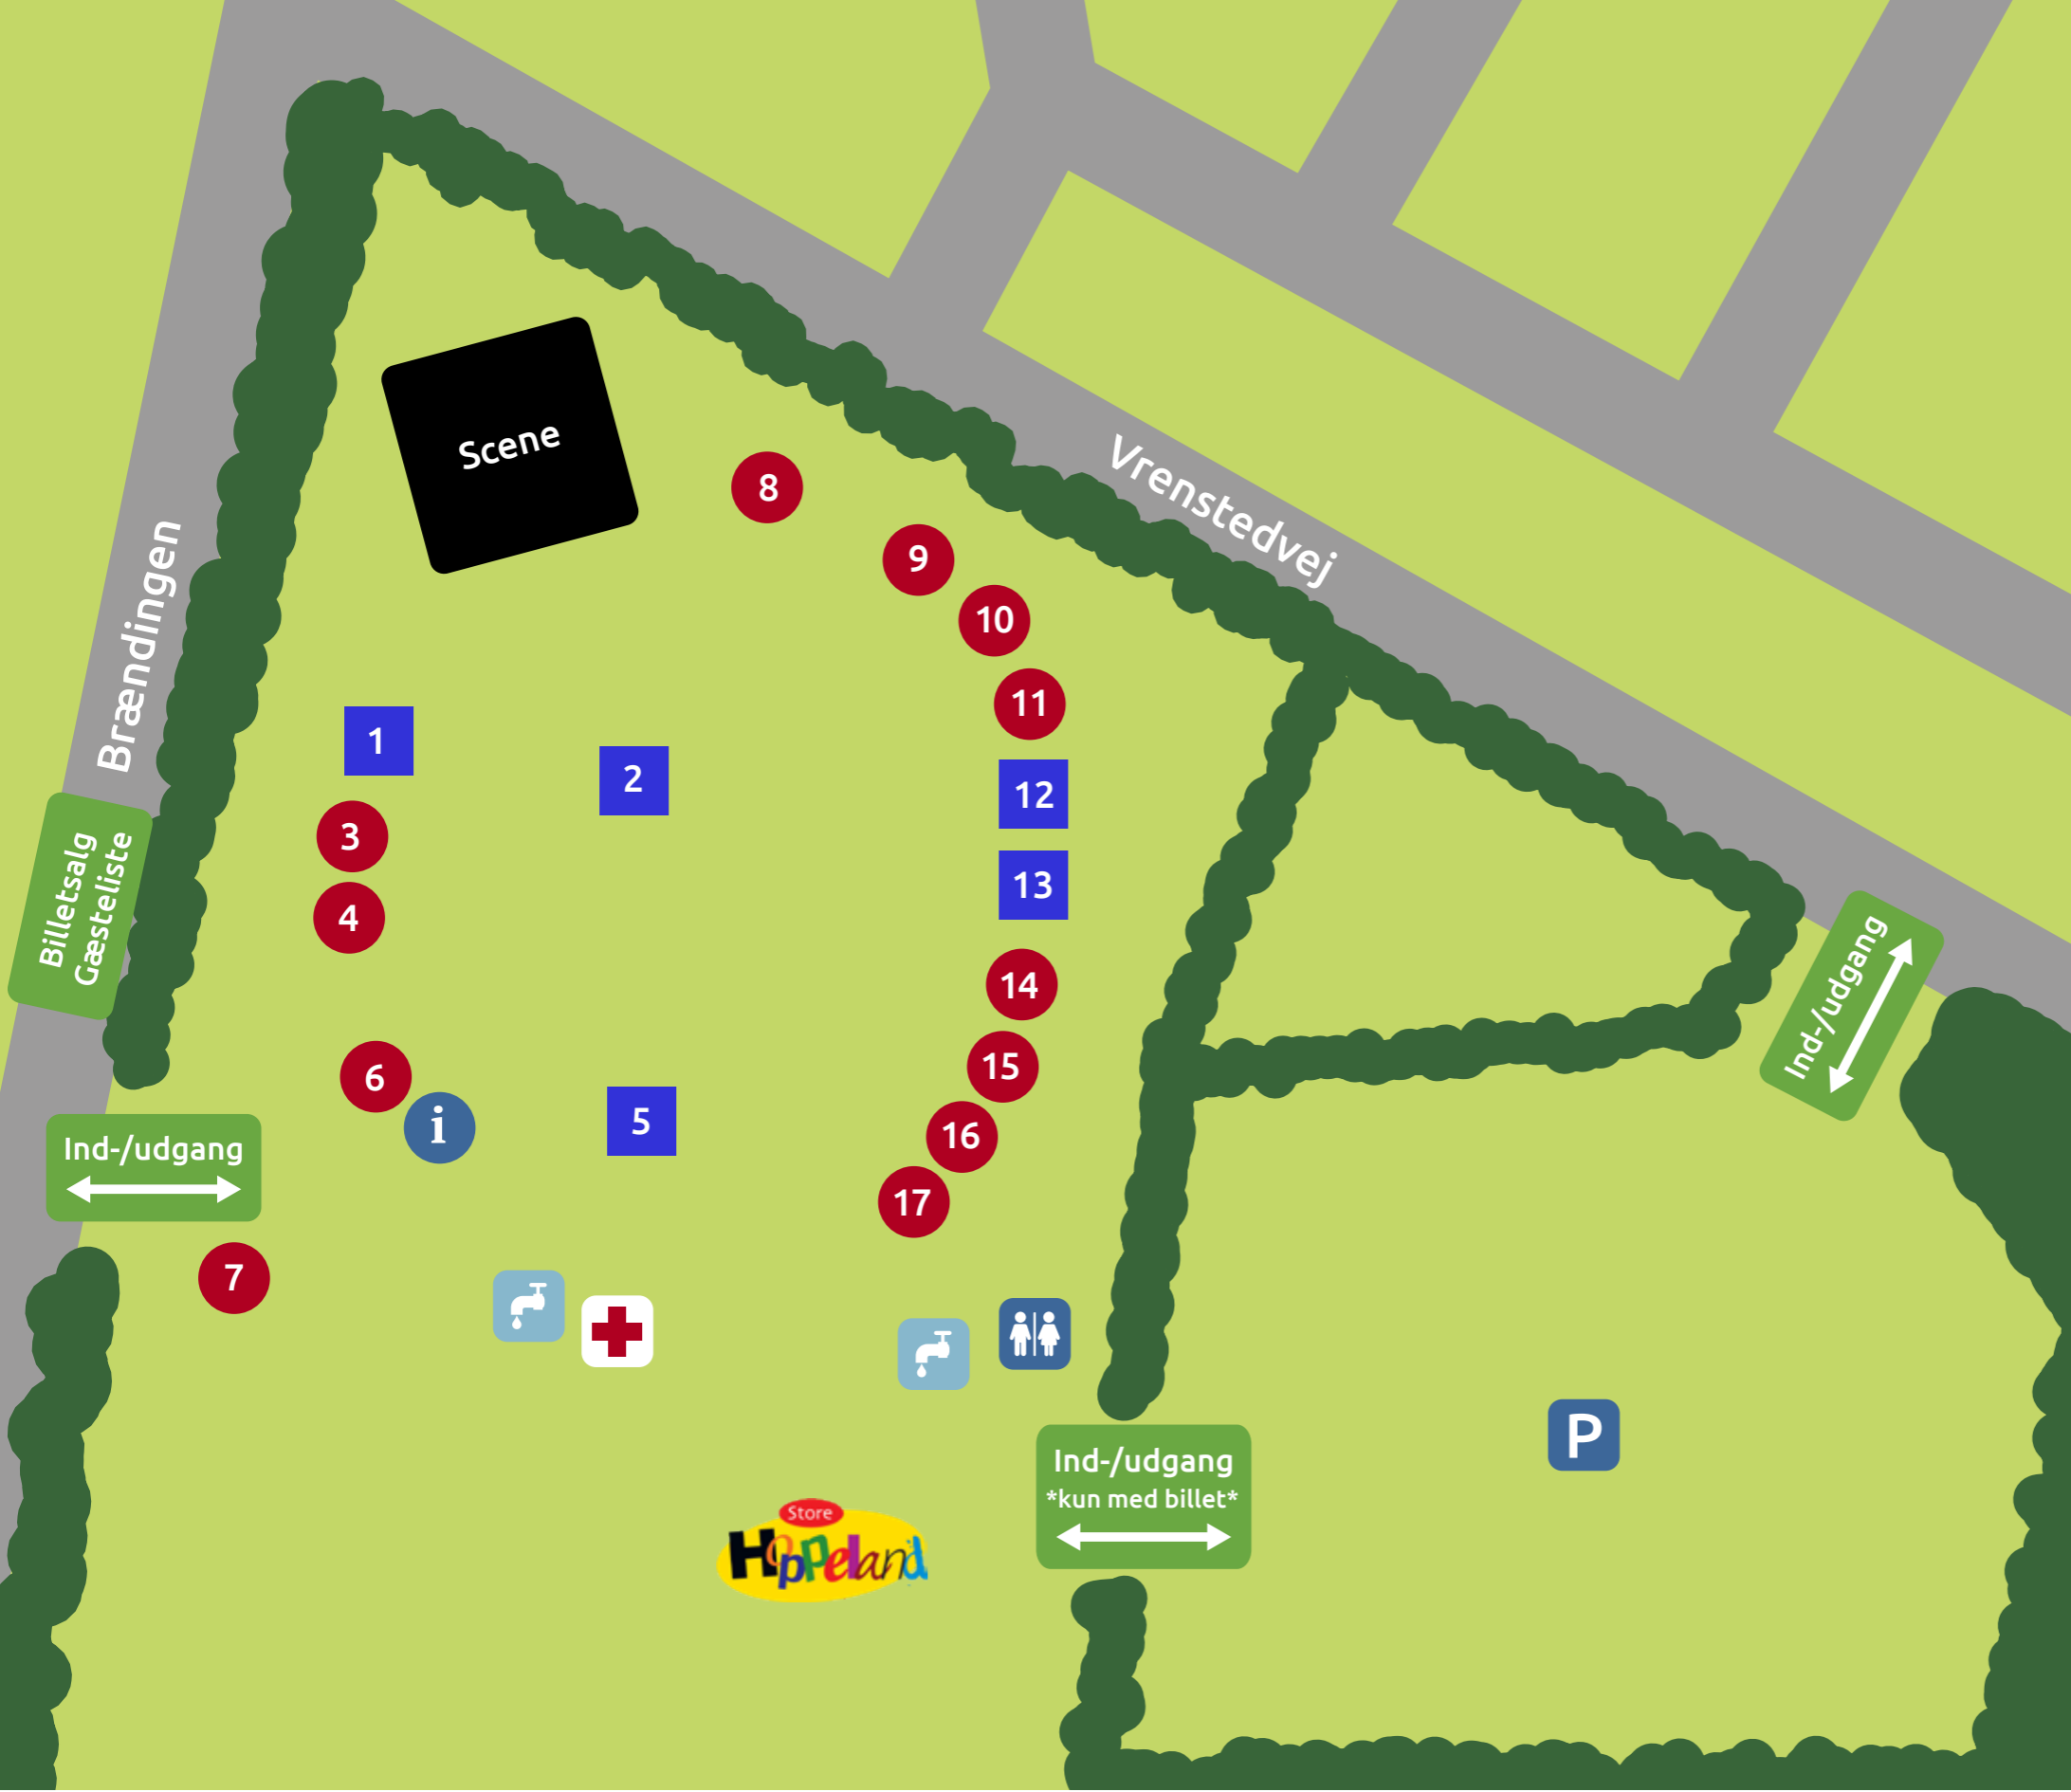 Scene
8
9
Vrenstedvej
10
Brændingen
11
1
2
12
3
Billetsalg
Gæsteliste
13
4
14
Ind-/udgang
15
6
i
5
16
Ind-/udgang
17
7
P
Ind-/udgang
*kun med billet*
Store
Hoppeland